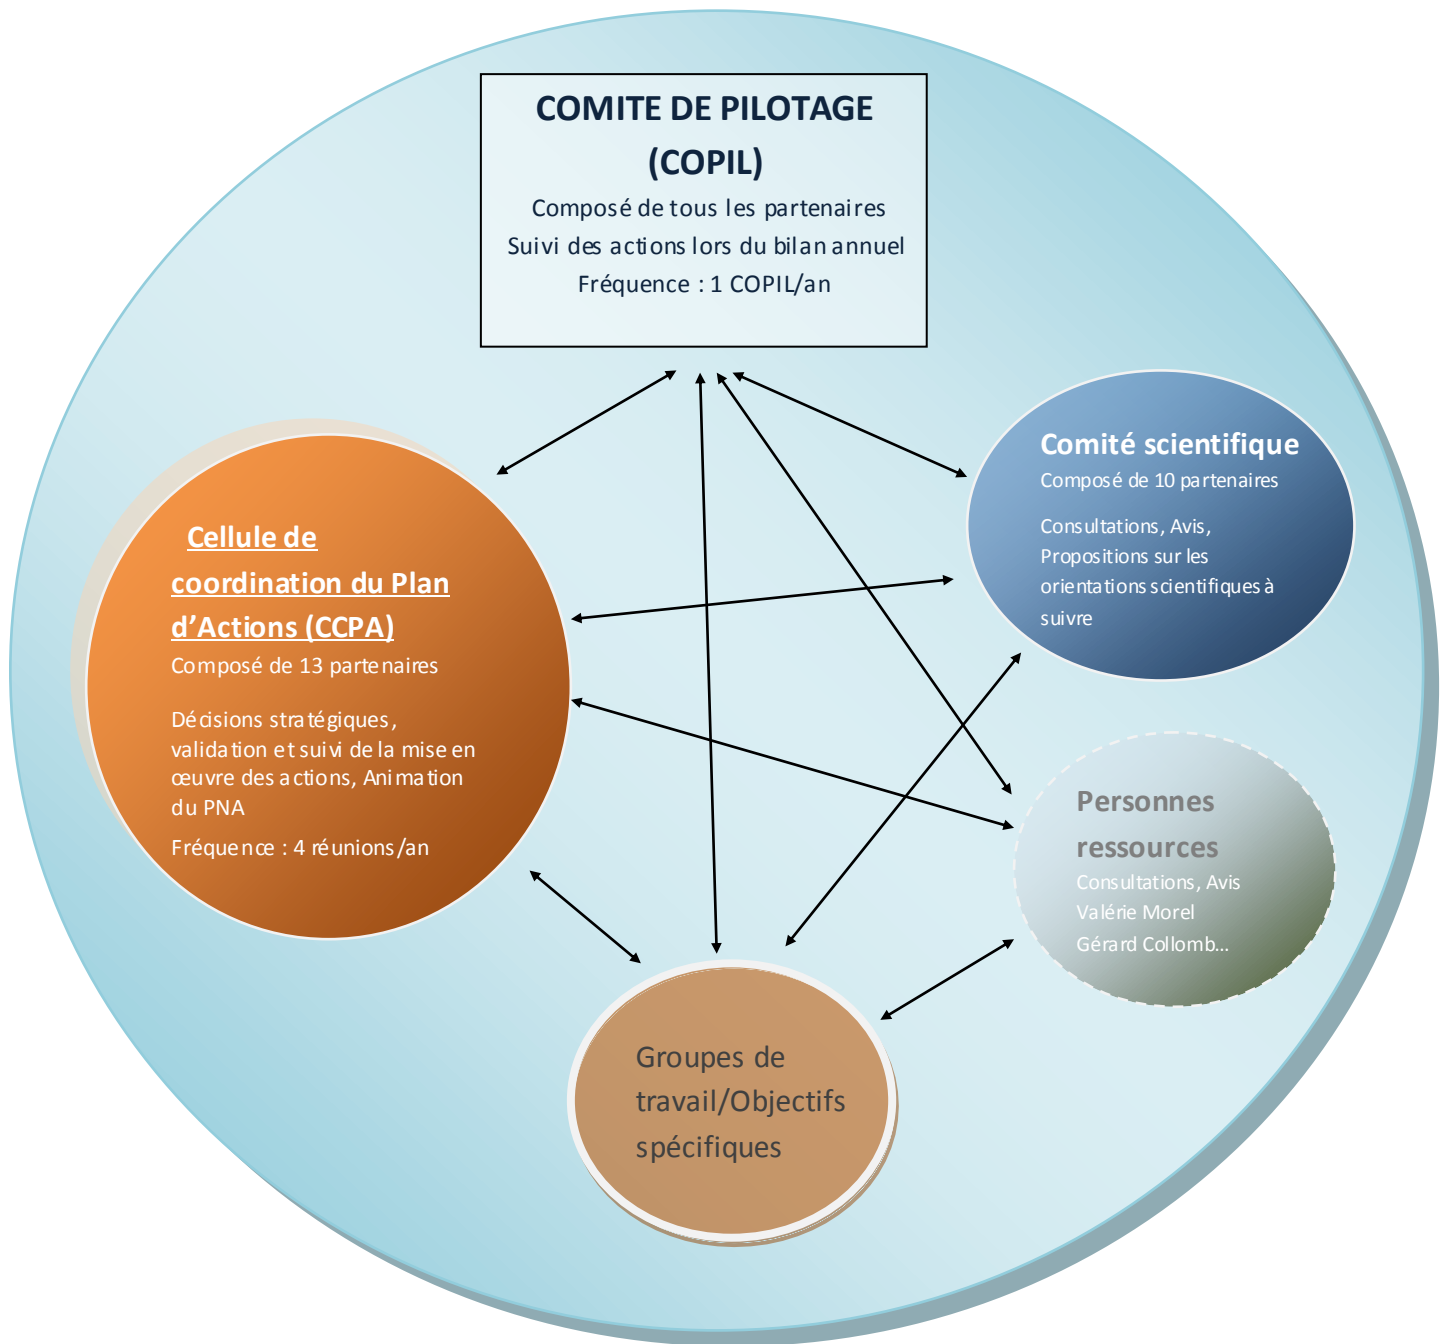 COMITE DE PILOTAGE
(COPIL)
Composé de tous les partenaires
Suivi des actions lors du bilan annuel
Fréquence : 1 COPIL/an
Cellule de
coordination du Plan
d’Actions (CCPA)
Composé de 13 partenaires
Décisions stratégiques,
validation et suivi de la mise en
œuvre des actions, Animation
du PNA
Fréquence : 4 réunions/an
Comité scientifique
Composé de 10 partenaires
Consultations, Avis,
Propositions sur les
orientations scientifiques à
suivre
Personnes
ressources
Consultations, Avis
Valérie Morel
Gérard Collomb...
Groupes de
travail/Objectifs
spécifiques